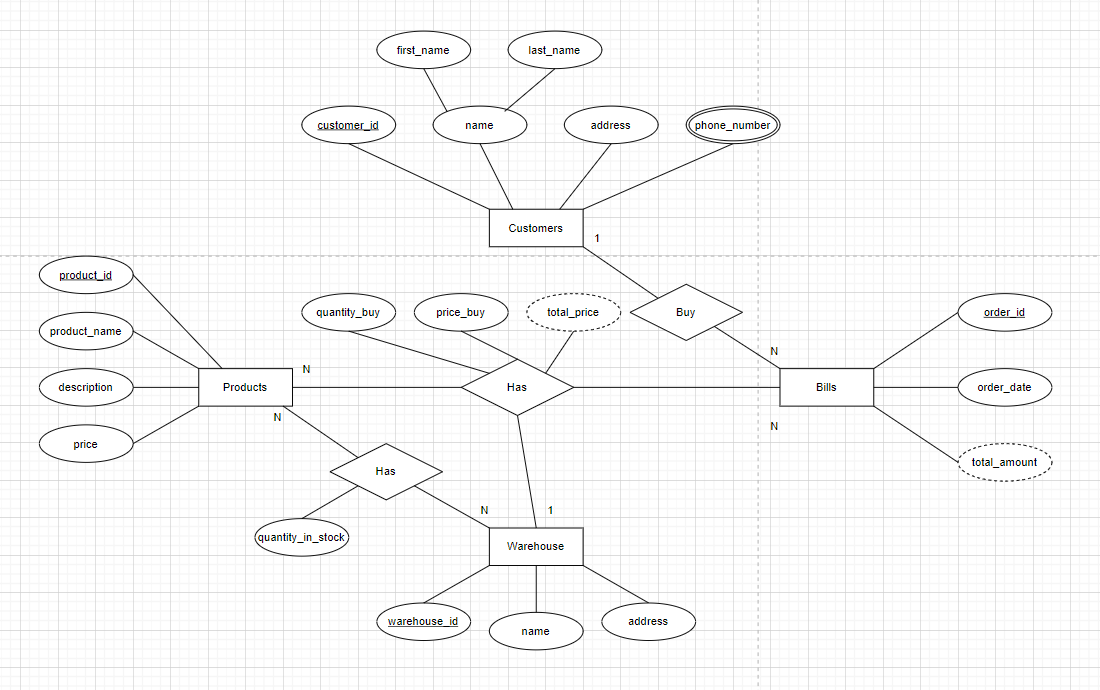 first_name
last_name
customer_id
name
address
phone_number
Customers
1
product_id
quantity_buy
price_buy
total_price
Buy
order_id
product_name
N
N
description
Products
Has
Bills
order_date
N
N
price
Has
total_amount
N
1
quantity_in_stock
Warehouse
warehouse_id
name
address